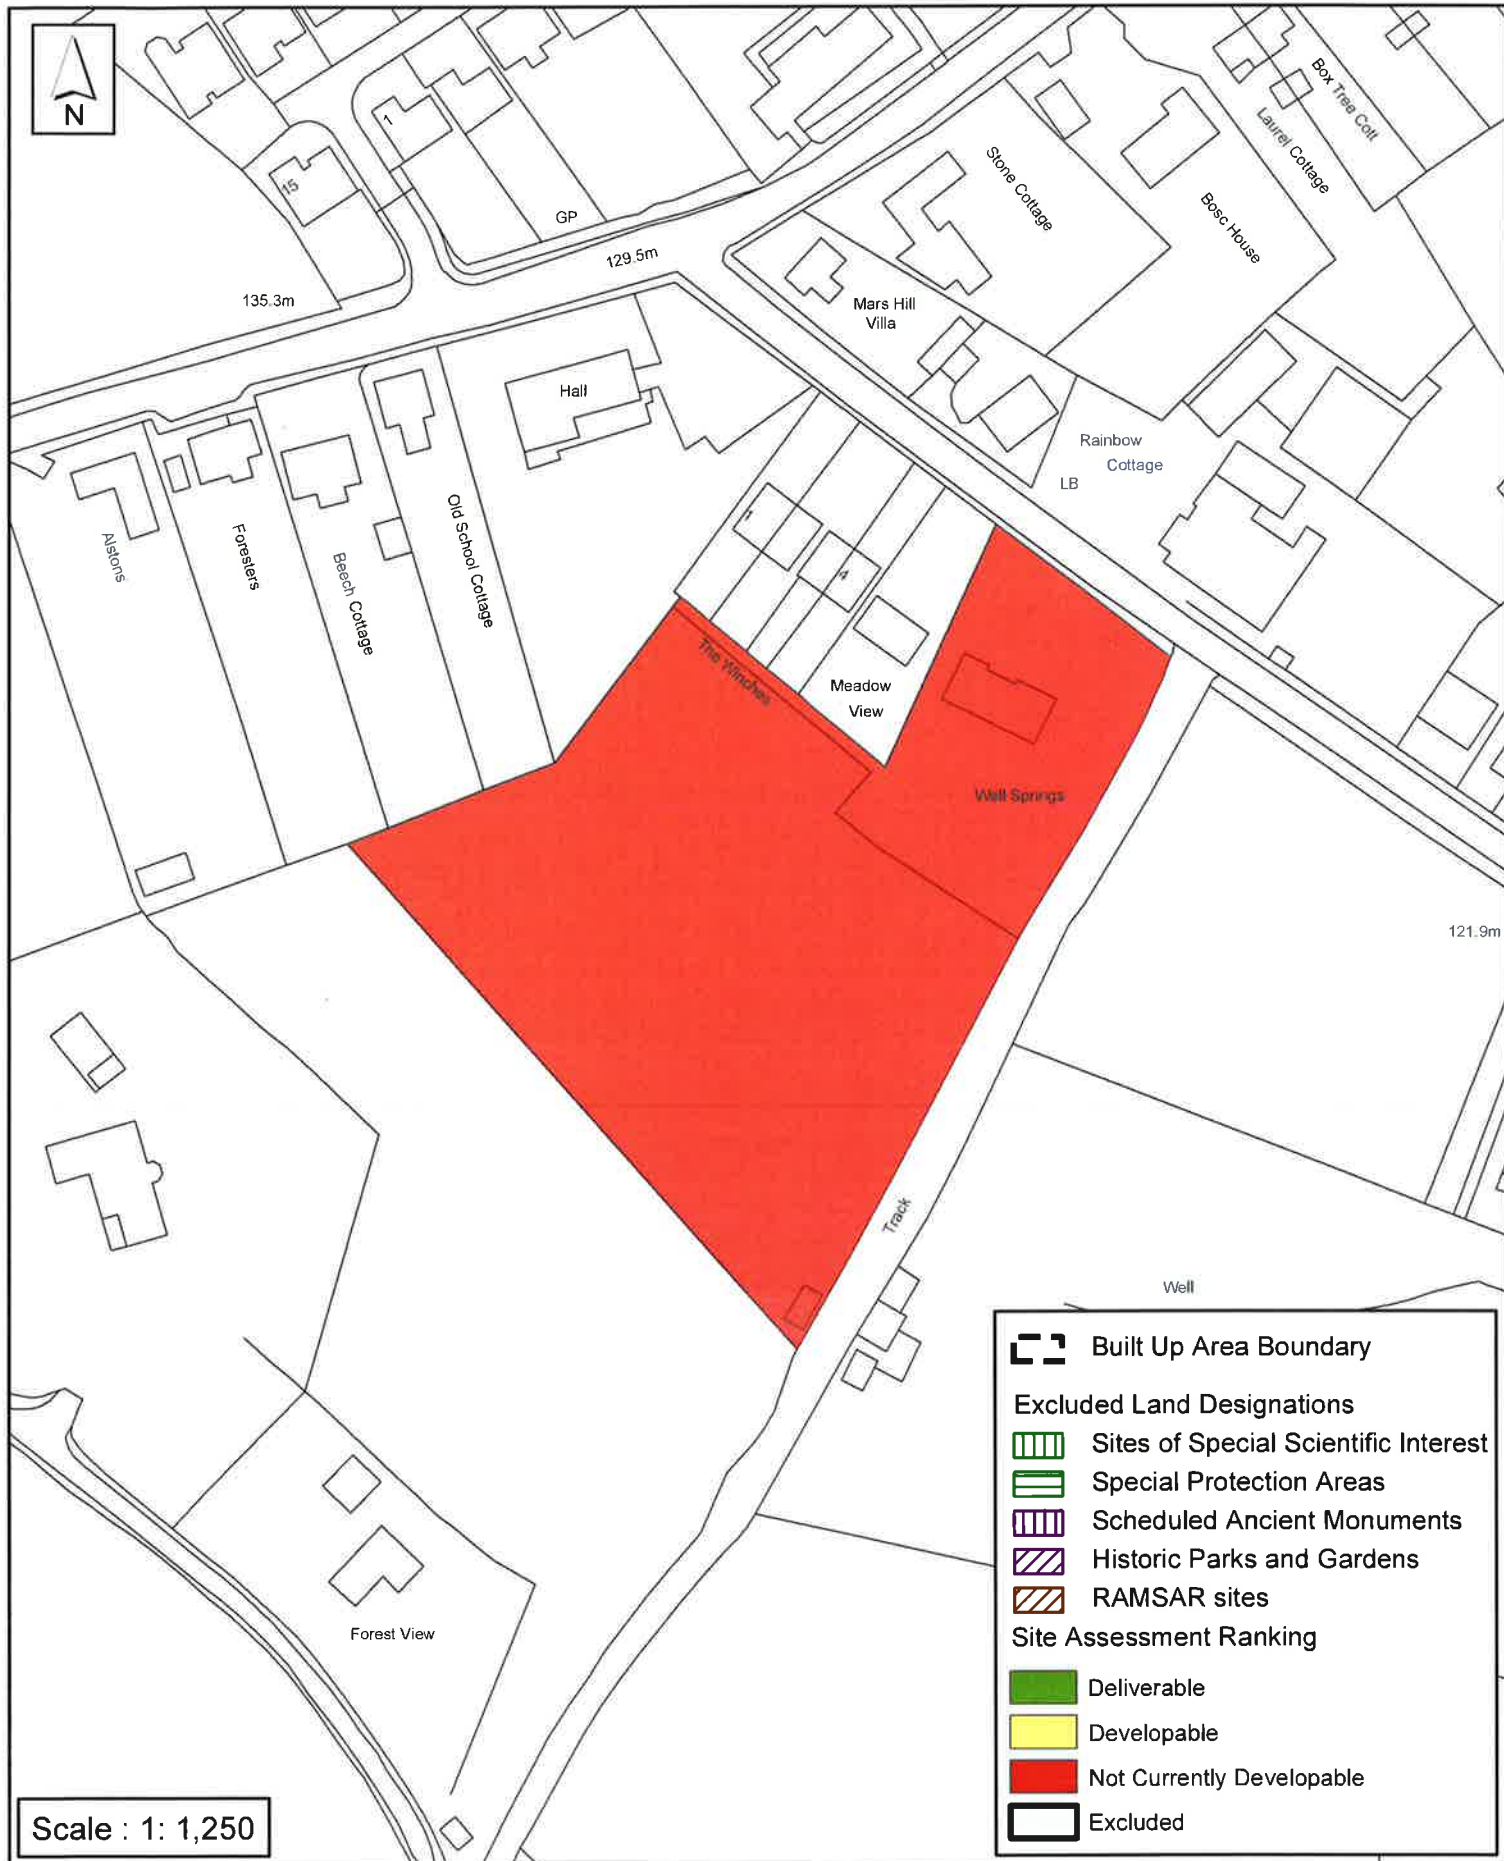 N
Box Tree Cott
Laurel Cottage
1
15
Stone Cottage
Bosc House
GP
129.5m
135.3m
Mars Hill
Villa
Hall
Rainbow
Cottage
LB
Alstons
Foresters
Beech Cottage
Old School Cottage
1
4
The Winches
Meadow
View
Well Springs
121.9m
Track
Well
Forest View
Built Up Area Boundary
Excluded Land Designations
Sites of Special Scientific Interest
Special Protection Areas
Scheduled Ancient Monuments
Historic Parks and Gardens
RAMSAR sites
Site Assessment Ranking
Deliverable
Developable
Not Currently Developable
Excluded
Scale : 1: 1,250